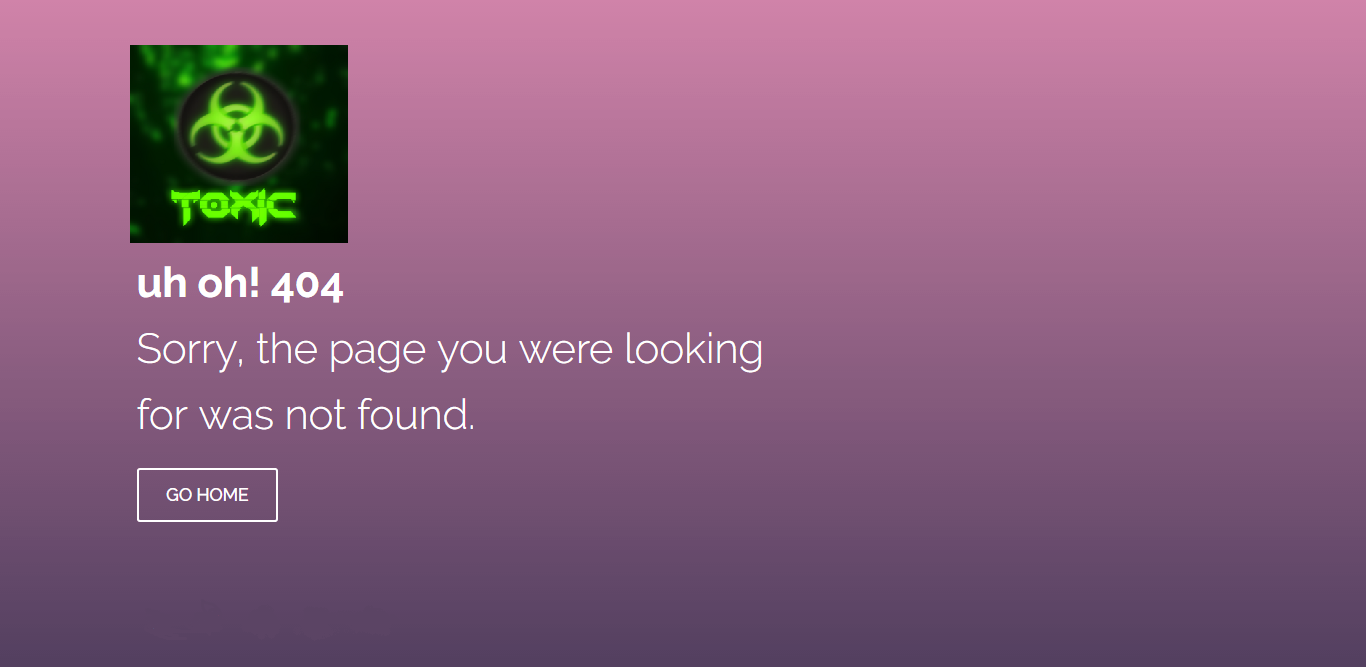 TOXIC
uh oh! 404
Sorry, the page you were looking
for was not found.
GO HOME